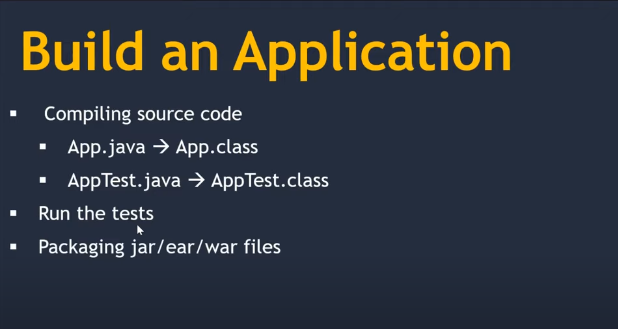 Build an Application
▪ Compiling source code
▪ App.java → App.class
▪ AppTest.java → AppTest.class
▪ Run the tests
▪ Packaging jar/ear/war files